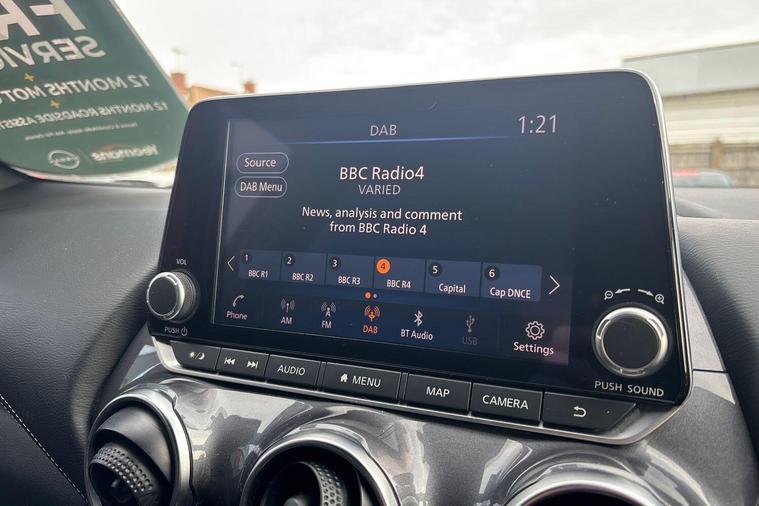 SERVICE
12 MONTHS MOT
12 MONTHS ROADSIDE
Yeomans
DAB
1:21
Source
DAB Menu
BBC Radio4
VARIED
News, analysis and comment
from BBC Radio 4
1 BBC R1
2 BBC R2
3 BBC R3
4 BBC R4
5 Capital
6 Cap DNCE
Phone
AM
FM
DAB
BT Audio
USB
Settings
VOL
PUSH
PUSH SOUND
AUDIO
MENU
MAP
CAMERA